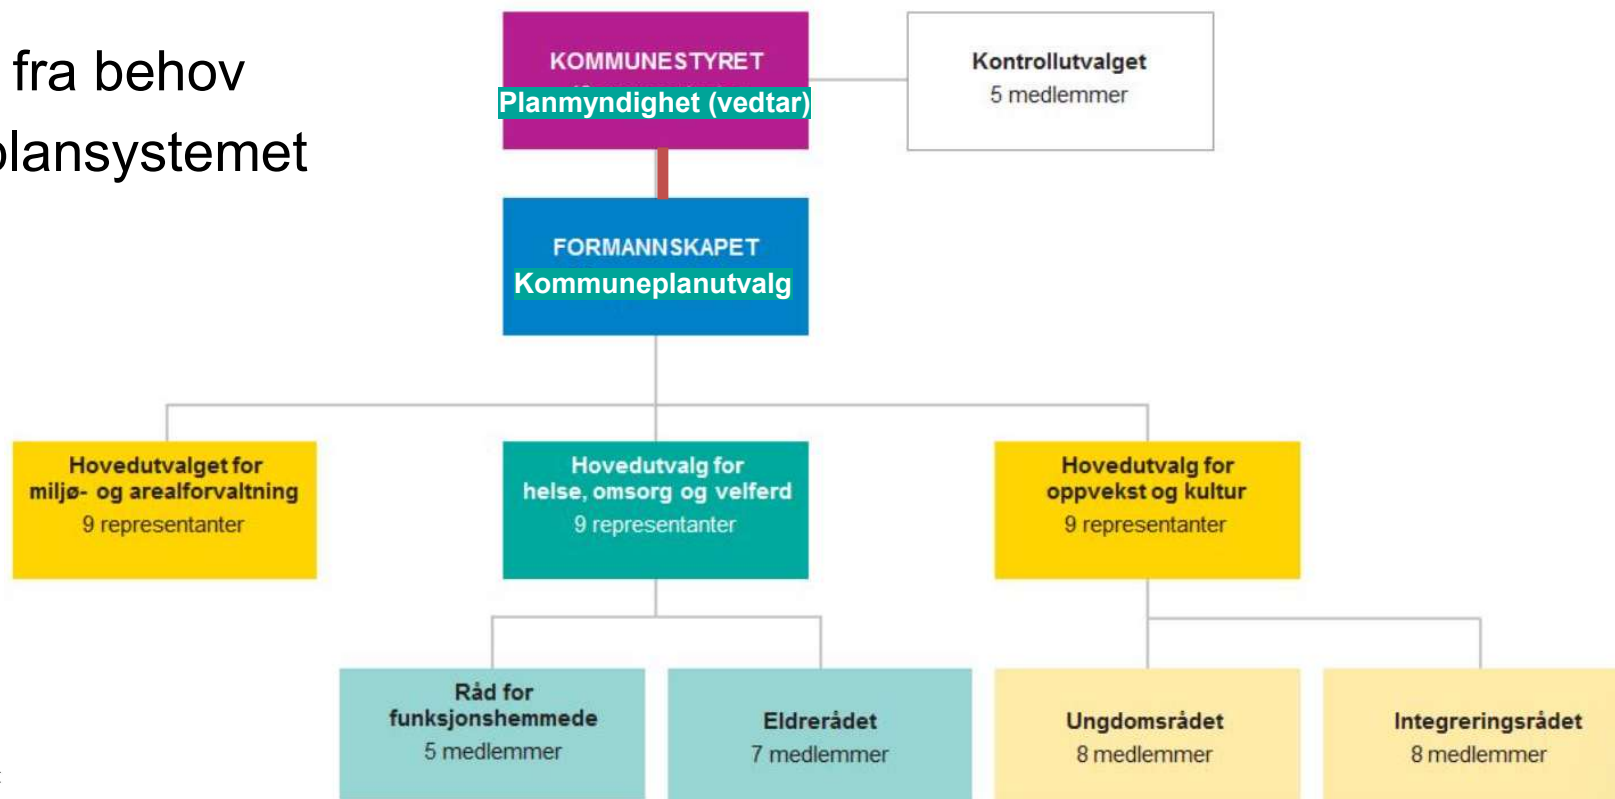 fra behov
plansystemet
KOMMUNESTYRET
Planmyndighet (vedtar)
Kontrollutvalget
5 medlemmer
FORMANNSKAPET
Kommuneplanutvalg
Hovedutvalget for
miljø- og arealforvaltning
9 representanter
Hovedutvalg for
helse, omsorg og velferd
9 representanter
Hovedutvalg for
oppvekst og kultur
9 representanter
Råd for
funksjonshemmede
5 medlemmer
Eldrerådet
7 medlemmer
Ungdomsrådet
8 medlemmer
Integreringsrådet
8 medlemmer